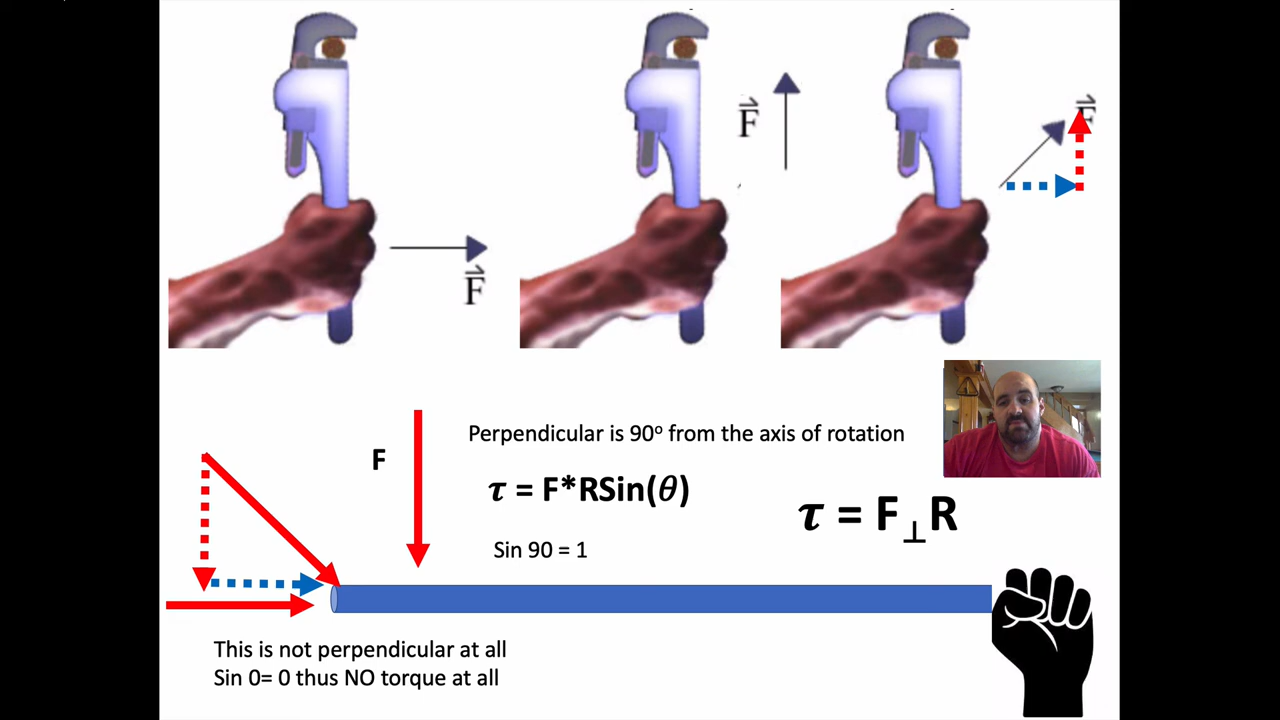 F⃗
F⃗
F⃗
F
Perpendicular is 90º from the axis of rotation
𝝉 = F*RSin(𝜃)
𝝉 = F⊥R
Sin 90 = 1
This is not perpendicular at all
Sin 0= 0 thus NO torque at all